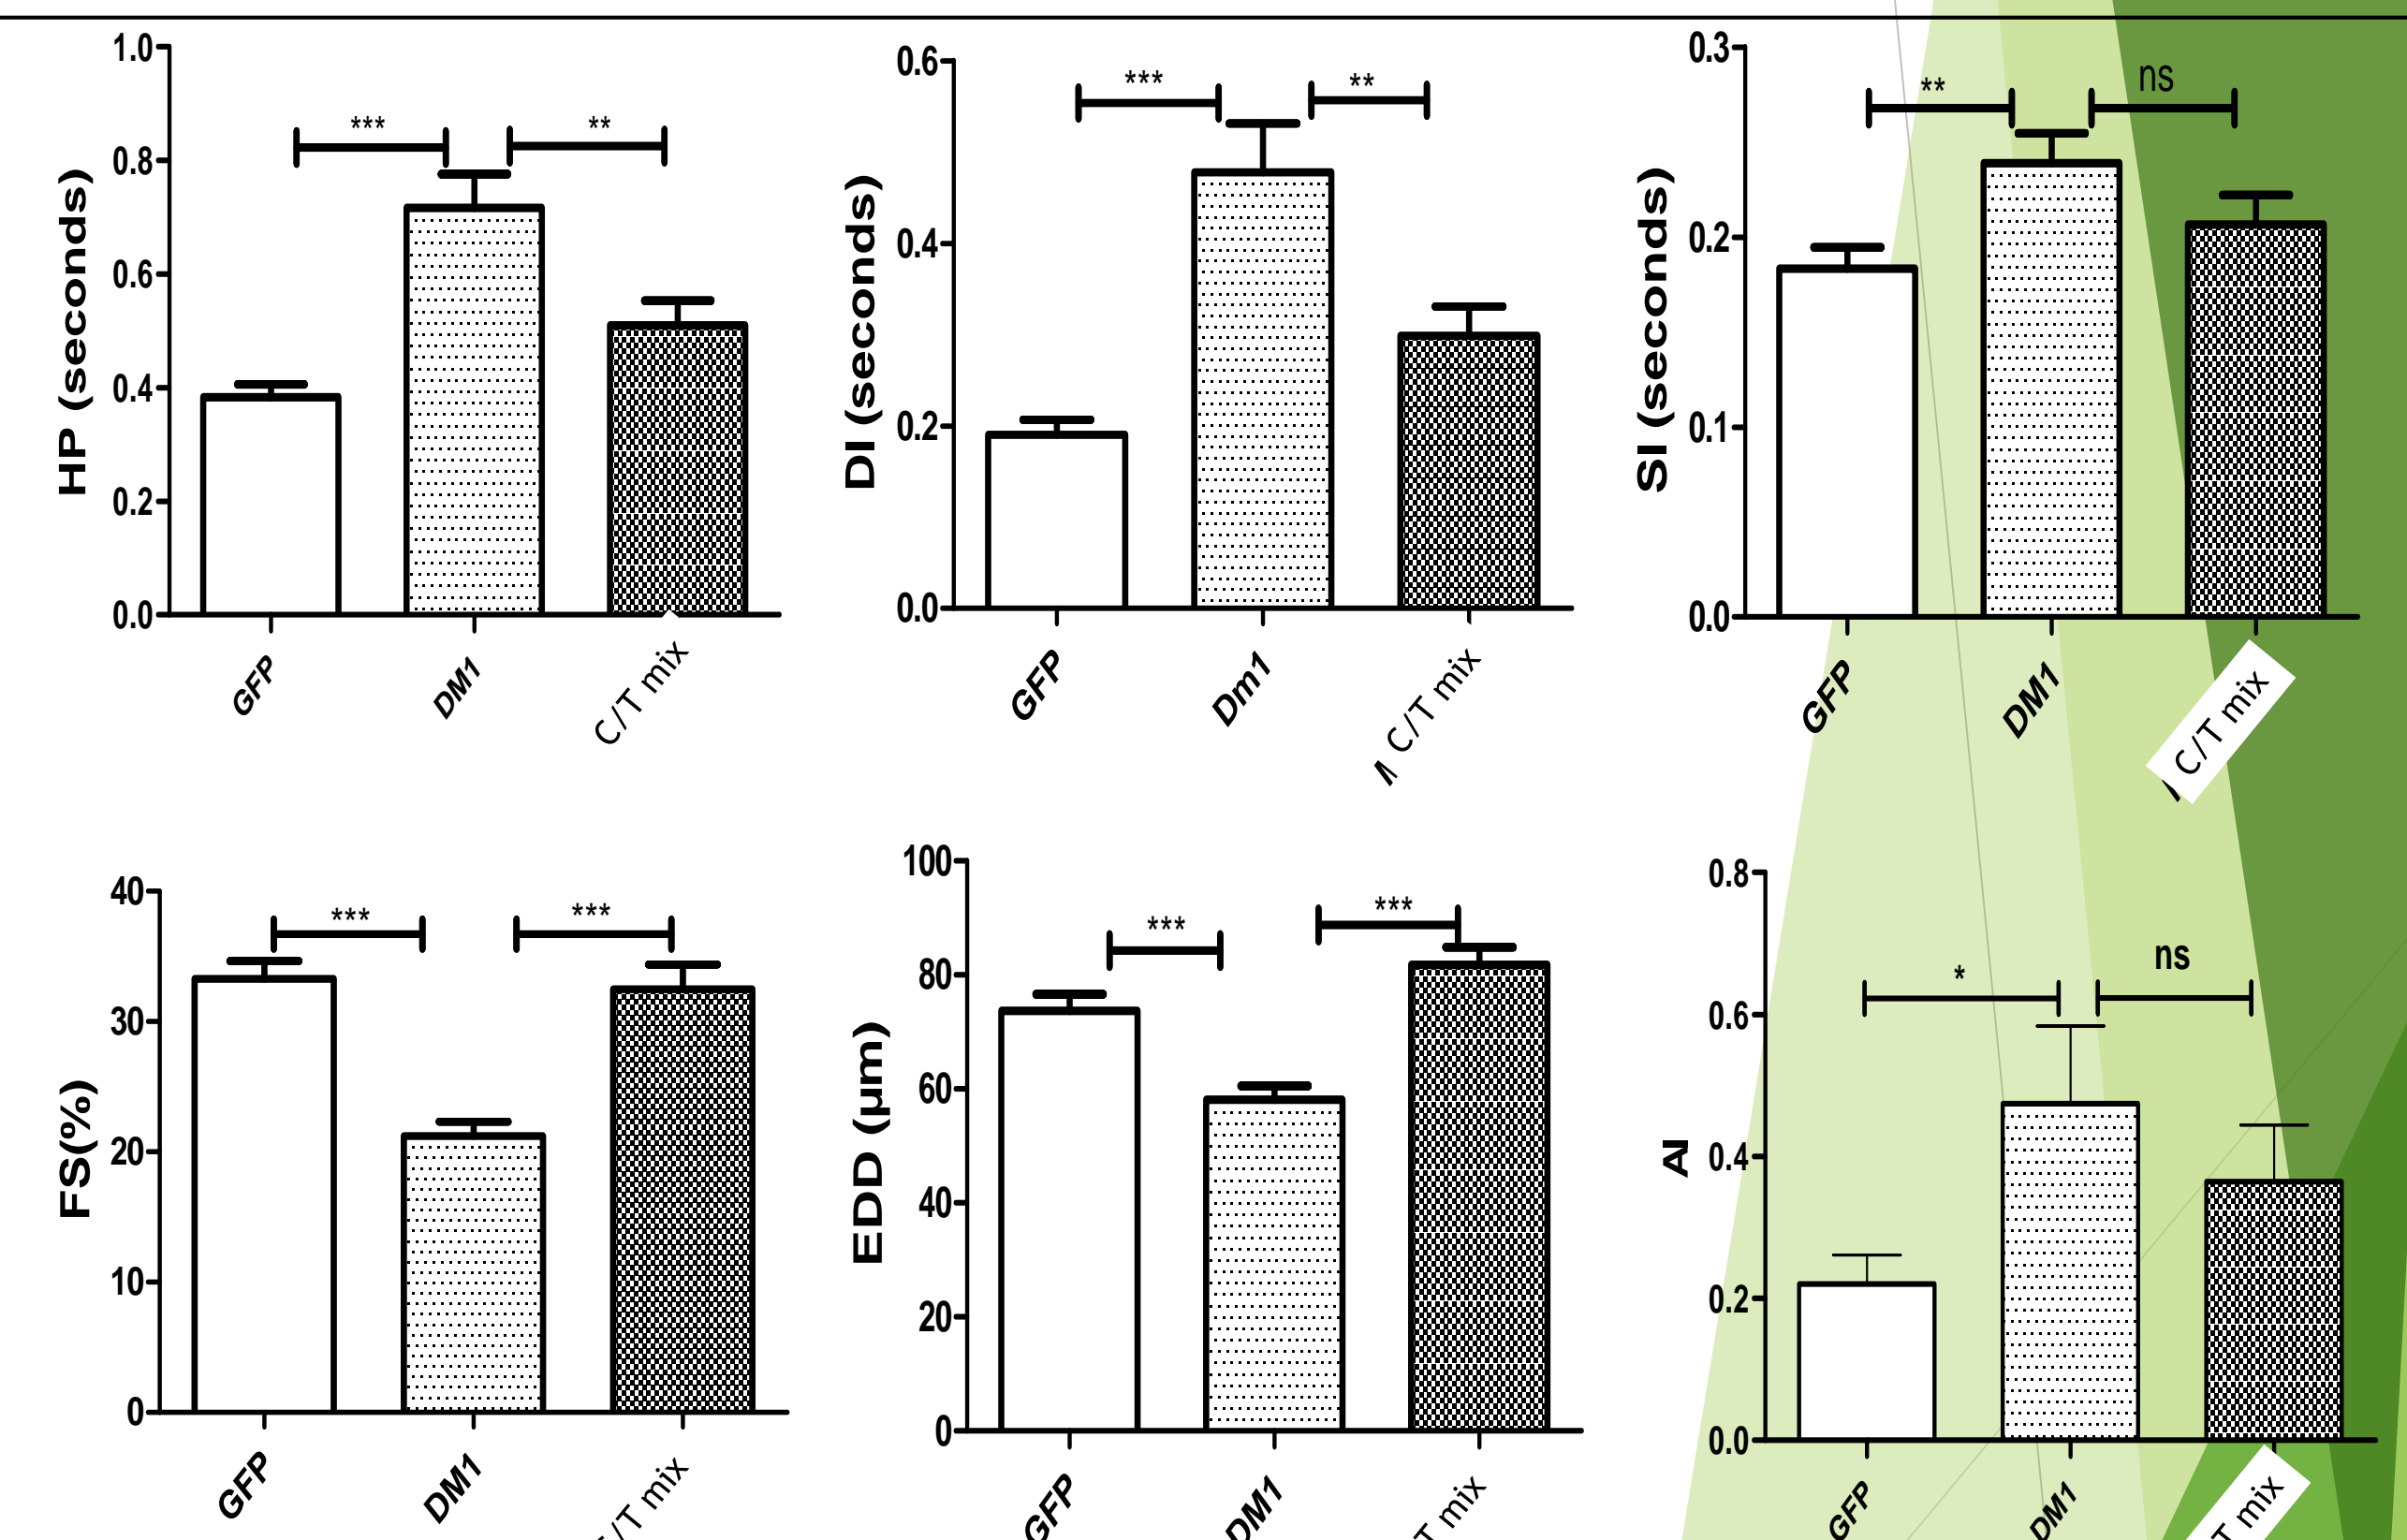 1.0
0.8
0.6
0.4
0.2
0.0
HP (seconds)
***
**
GFP
DM1
C/T mix
0.6
0.4
0.2
0.0
DI (seconds)
***
**
GFP
Dm1
C/T mix
0.3
0.2
0.1
0.0
SI (seconds)
**
ns
GFP
DM1
C/T mix
40
30
20
10
0
FS(%)
***
***
GFP
DM1
/T mix
100
80
60
40
20
0
EDD (µm)
***
***
GFP
DM1
T mix
0.8
0.6
0.4
0.2
0.0
AI
*
ns
GFP
DM1
T mix